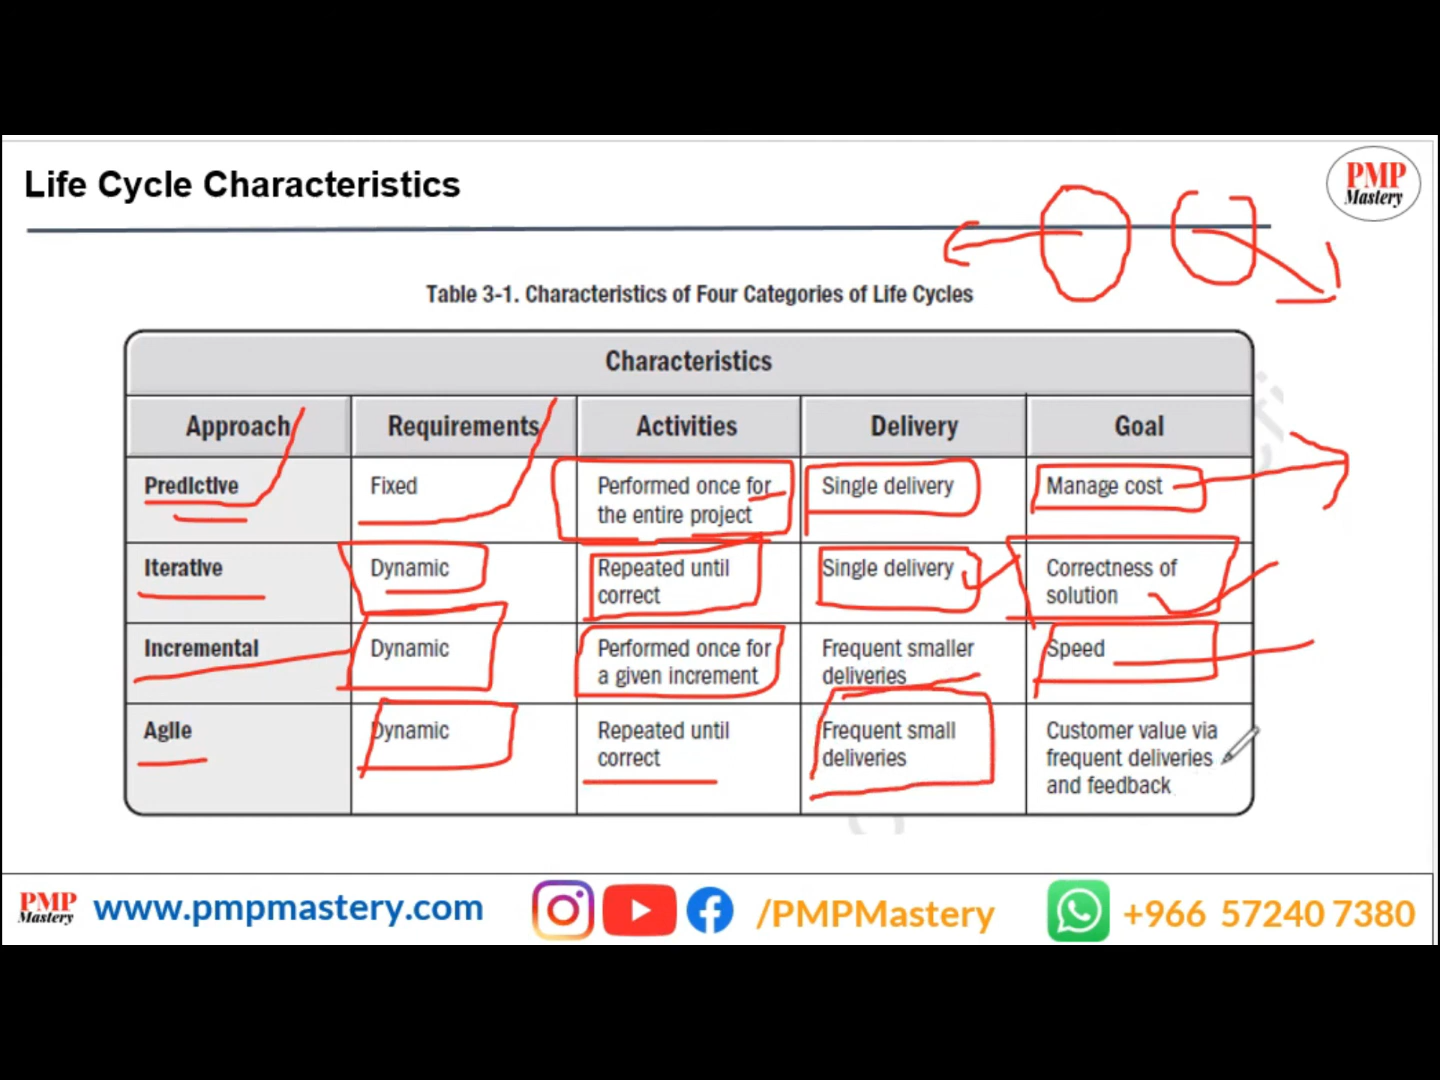 Life Cycle Characteristics
PMP
Mastery
Table 3-1. Characteristics of Four Categories of Life Cycles
Characteristics
Approach Requirements Activities Delivery Goal
Predictive Fixed Performed once for the entire project Single delivery Manage cost
Iterative Dynamic Repeated until correct Single delivery Correctness of solution
Incremental Dynamic Performed once for a given increment Frequent smaller deliveries Speed
Agile Dynamic Repeated until correct Frequent small deliveries Customer value via frequent deliveries and feedback
PMP
Mastery
www.pmpmastery.com /PMPMastery +966 57240 7380